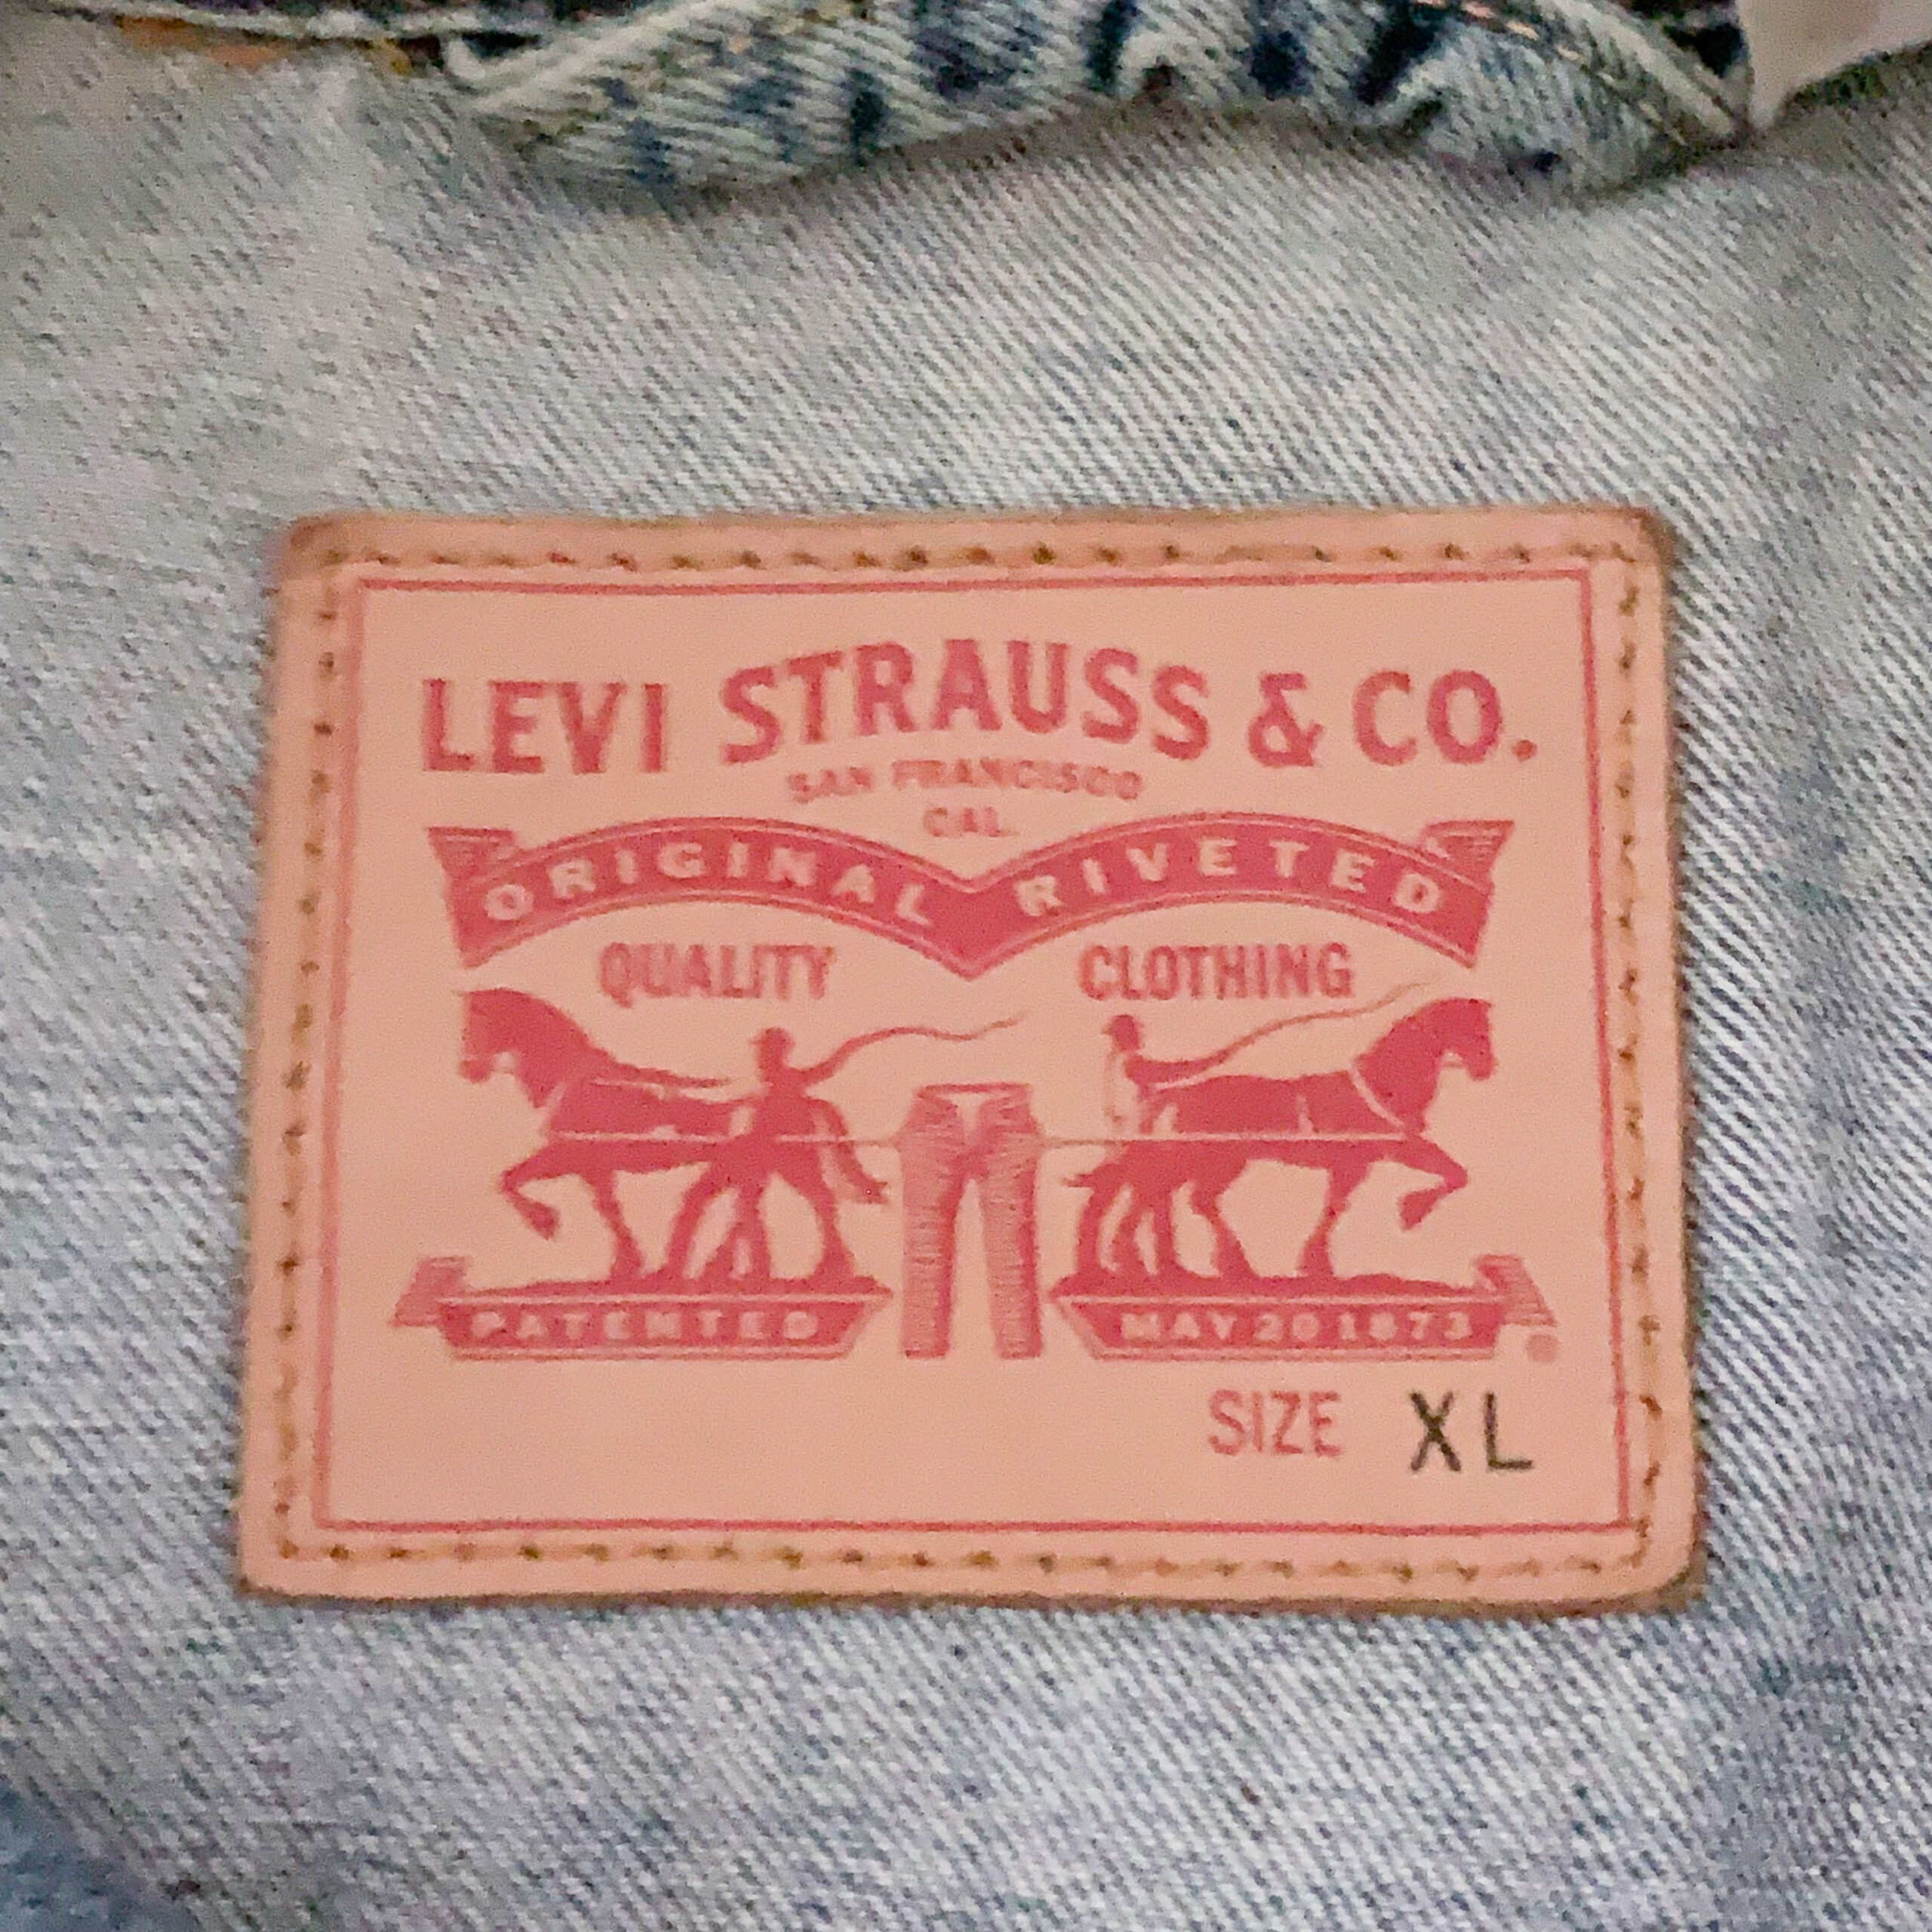 LEVI STRAUSS & CO.
SAN FRANCISCO
CAL.
ORIGINAL RIVETED
QUALITY CLOTHING
PATENTED MAY 20 1873
SIZE XL